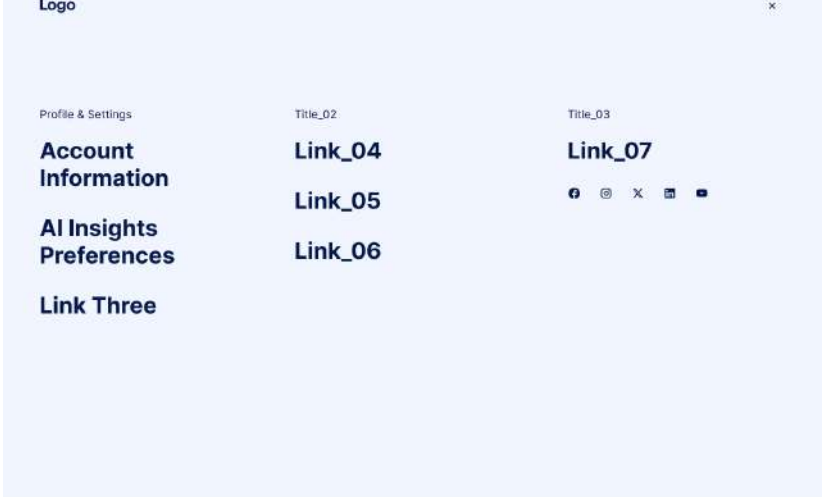 Logo
×
Profile & Settings
Account
Information
AI Insights
Preferences
Link Three
Title_02
Link_04
Link_05
Link_06
Title_03
Link_07